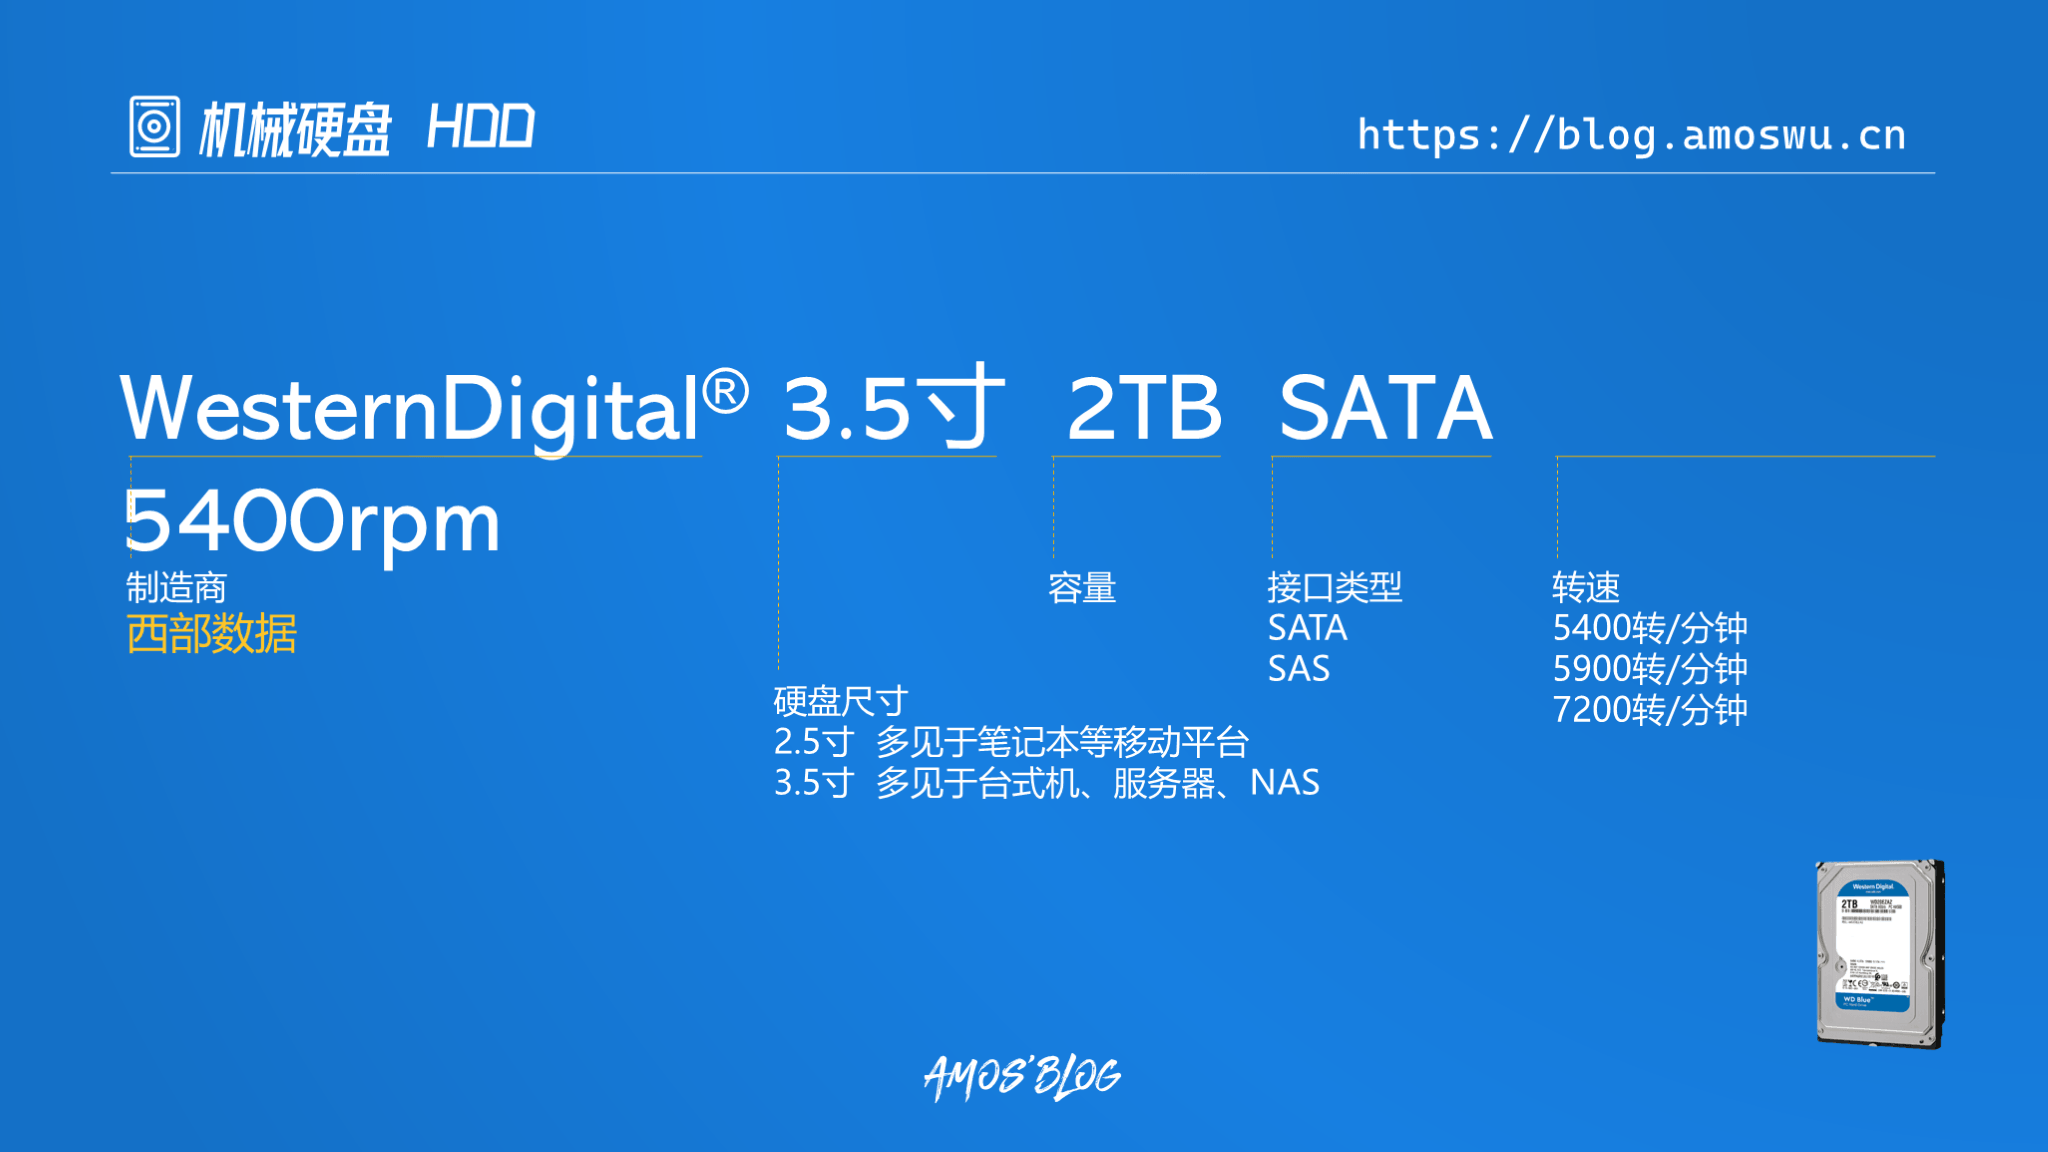 机械硬盘 HDD
https://blog.amoswu.cn
WesternDigital® 3.5寸 2TB SATA
5400rpm
制造商
西部数据
硬盘尺寸
2.5寸 多见于笔记本等移动平台
3.5寸 多见于台式机、服务器、NAS
容量
接口类型
SATA
SAS
转速
5400转/分钟
5900转/分钟
7200转/分钟
Western Digital
2TB
WD Blue™
AMOS'BLOG